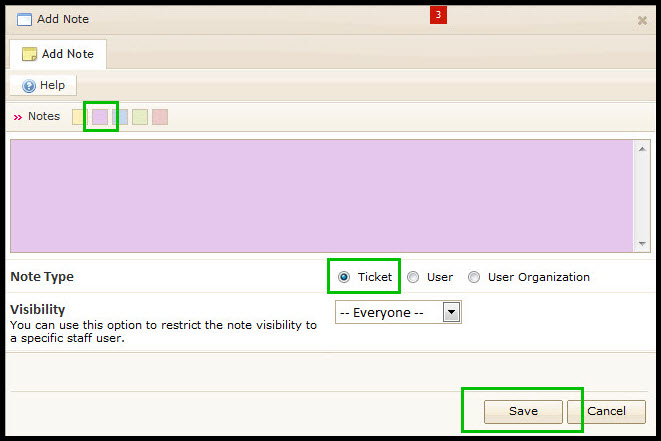 Add Note
3
Add Note
Help
Notes
Note Type
Ticket
User
User Organization
Visibility
You can use this option to restrict the note visibility to
a specific staff user.
-- Everyone --
Save
Cancel